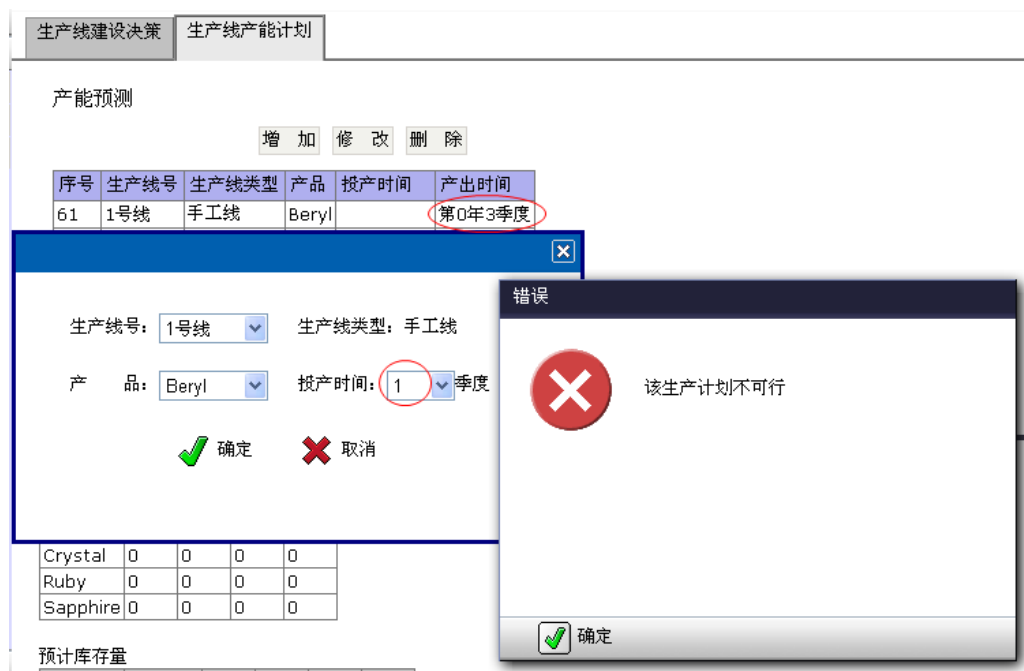 生产线建设决策 生产线产能计划
产能预测
增 加 修 改 删 除
序号 生产线号 生产线类型 产品 投产时间 产出时间
61 1号线 手工线 Beryl 第0年3季度
错误
生产线号: 1号线 生产线类型: 手工线
产 品: Beryl 投产时间: 1 季度
该生产计划不可行
确定 取消
Crystal 0 0 0 0
Ruby 0 0 0 0
Sapphire 0 0 0 0
确定
预计库存量